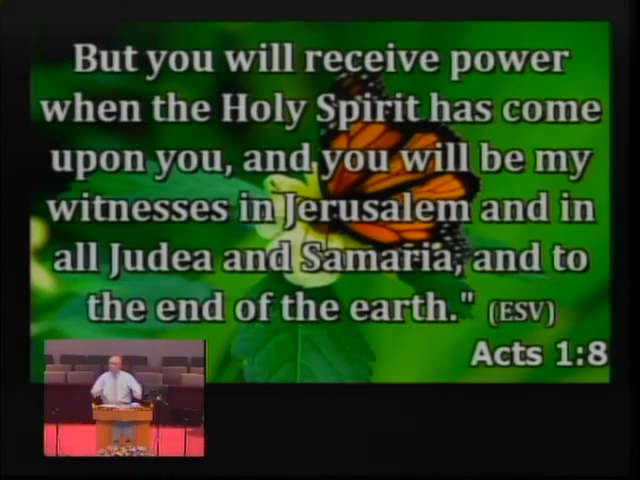 But you will receive power
when the Holy Spirit has come
upon you, and you will be my
witnesses in Jerusalem and in
all Judea and Samaria, and to
the end of the earth." (ESV)
Acts 1:8